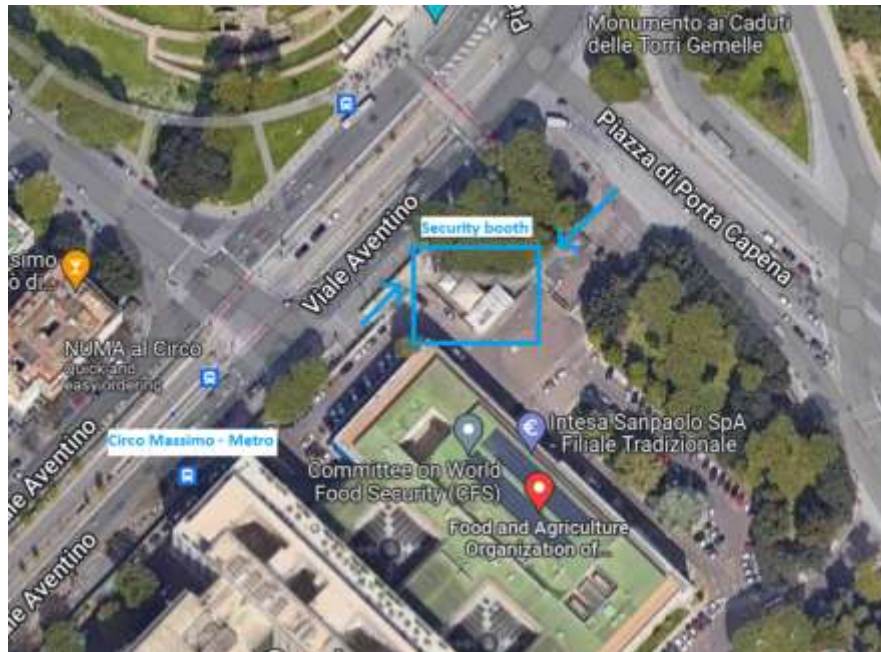 Monumento ai Caduti
delle Torri Gemelle
Piazza di Porta Capena
Viale Aventino
Security booth
NUMA al Circo
Quick and
easy ordering
Circo Massimo - Metro
Intesa Sanpaolo SpA
- Filiale Tradizionale
Committee on World
Food Security (CFS)
Food and Agriculture
Organization of...
Aventino
Aventino